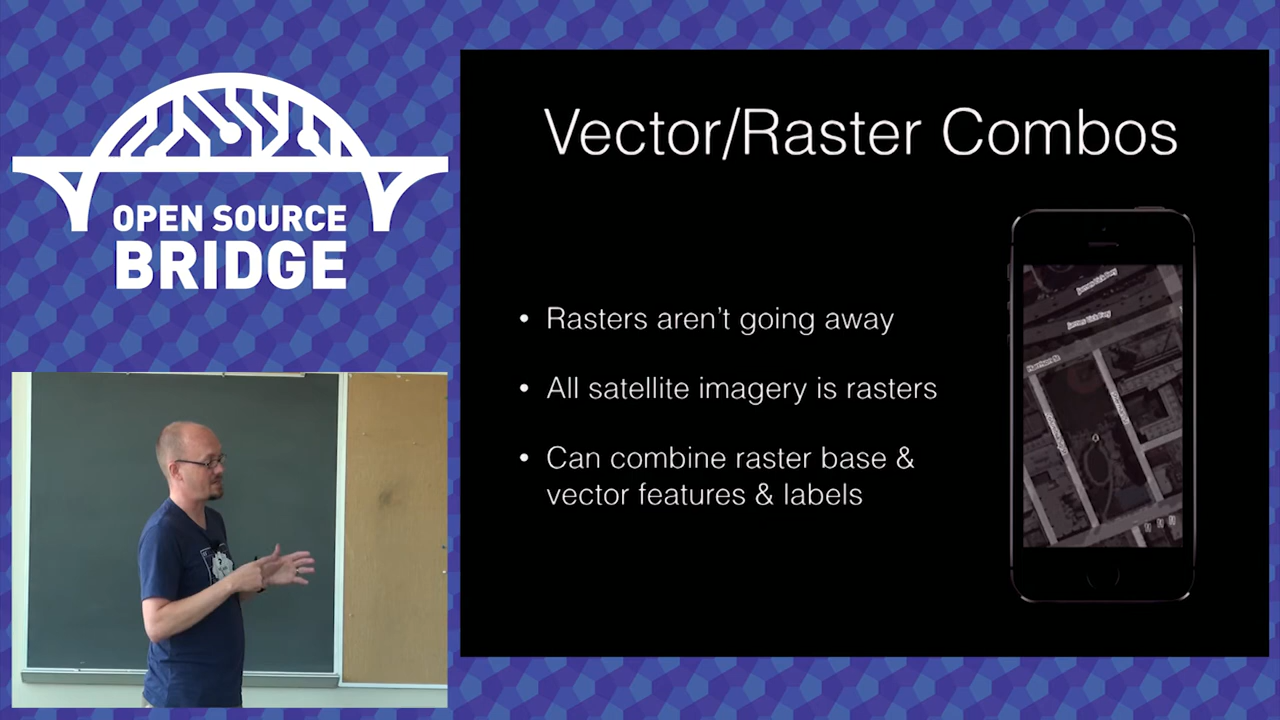 OPEN SOURCE
BRIDGE
Vector/Raster Combos
• Rasters aren't going away
• All satellite imagery is rasters
• Can combine raster base &
vector features & labels